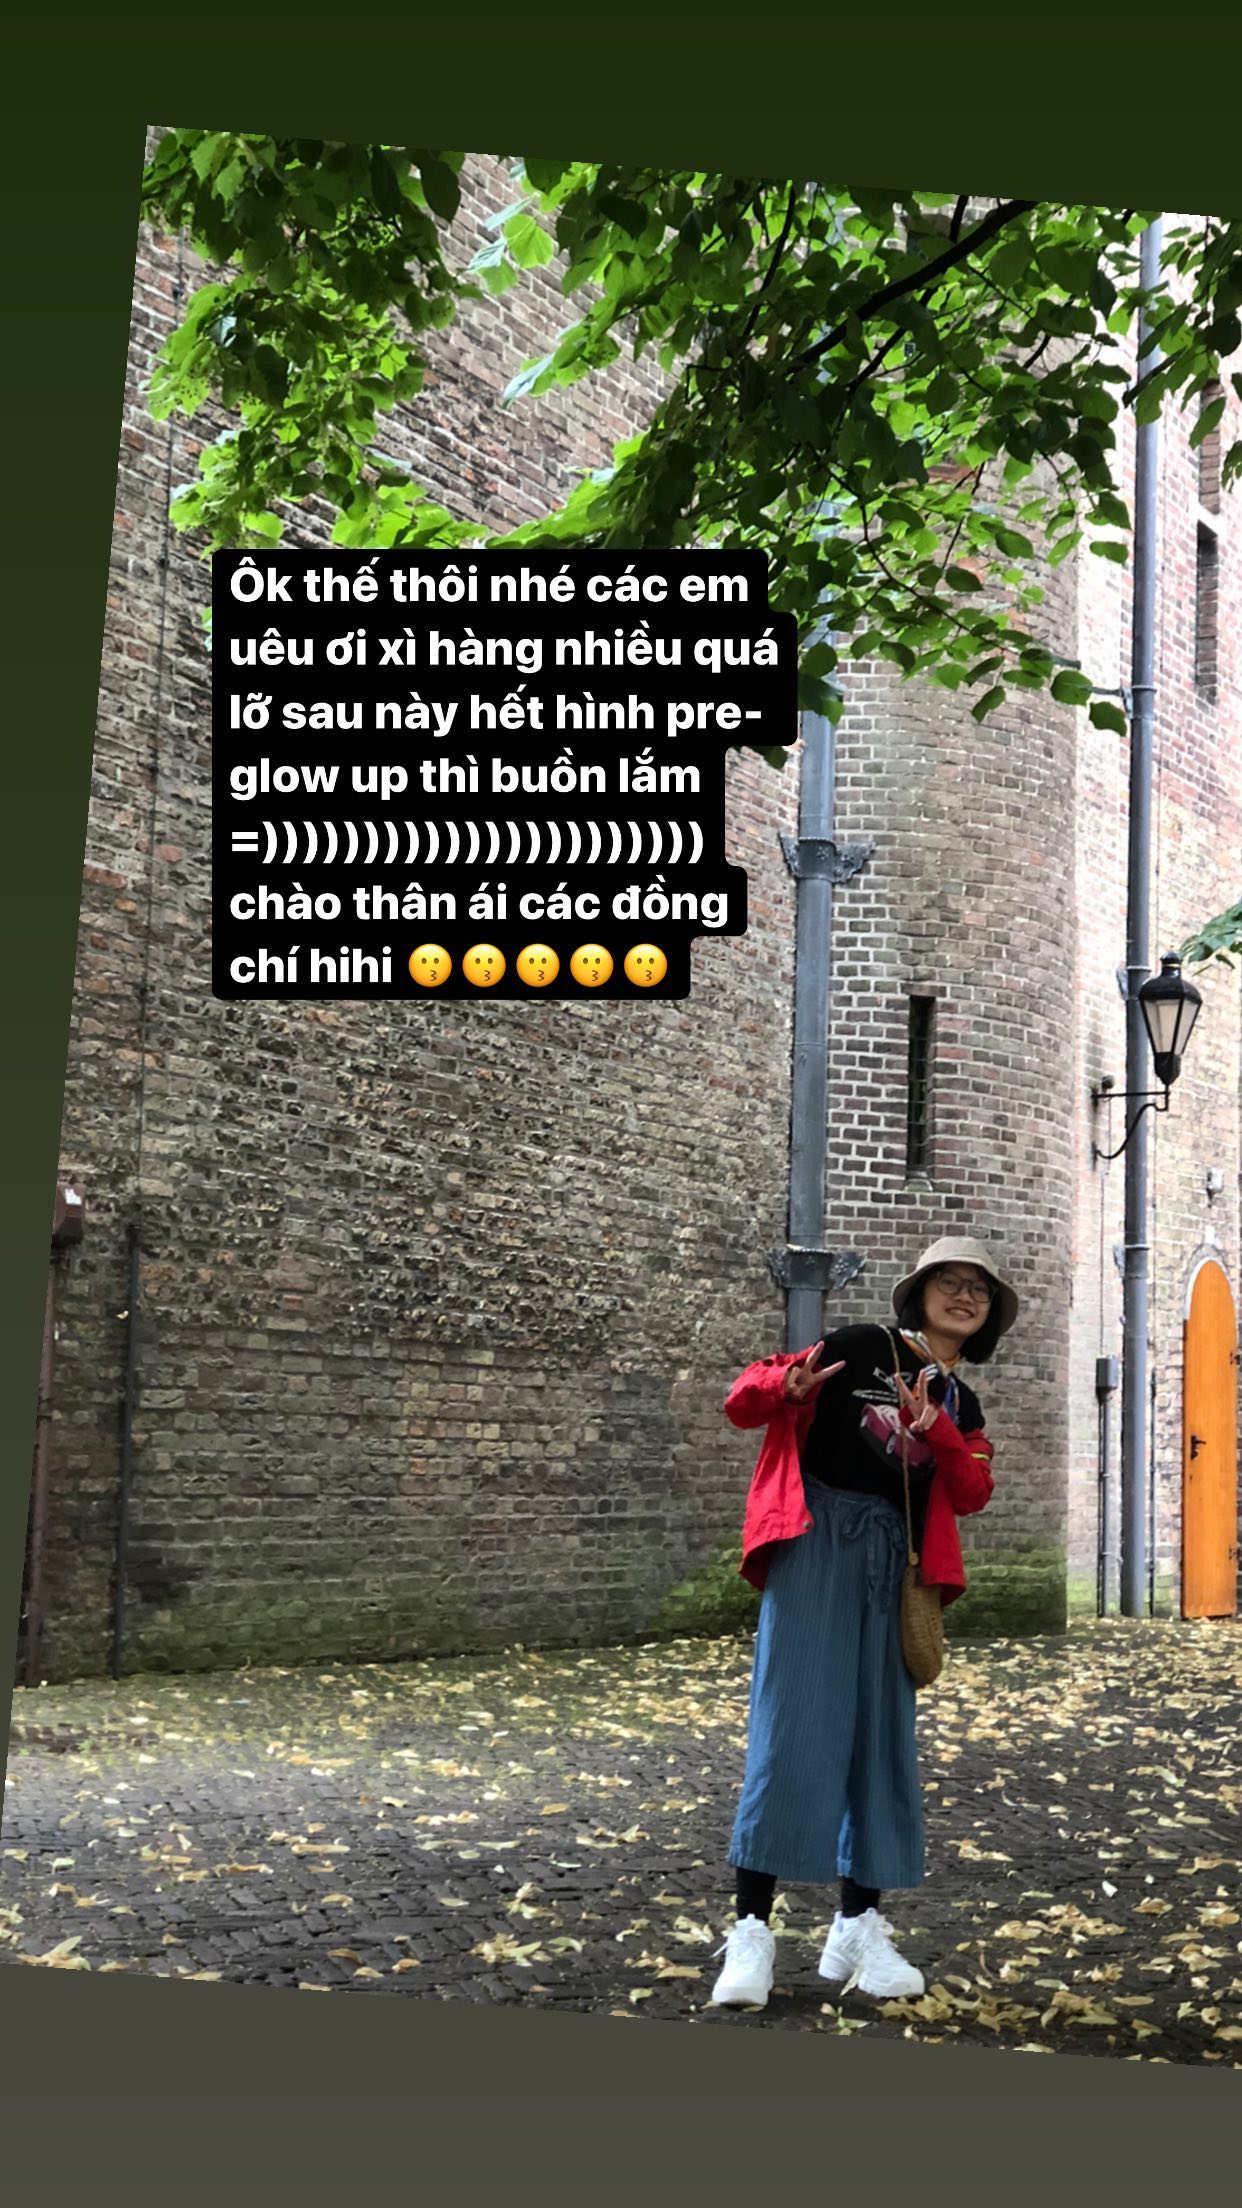 Ôk thế thôi nhé các em
uêu ơi xì hàng nhiều quá
lỡ sau này hết hình pre-
glow up thì buồn lắm
=))))))))))))))))))))))
chào thân ái các đồng
chí hihi 😗😗😗😗😗